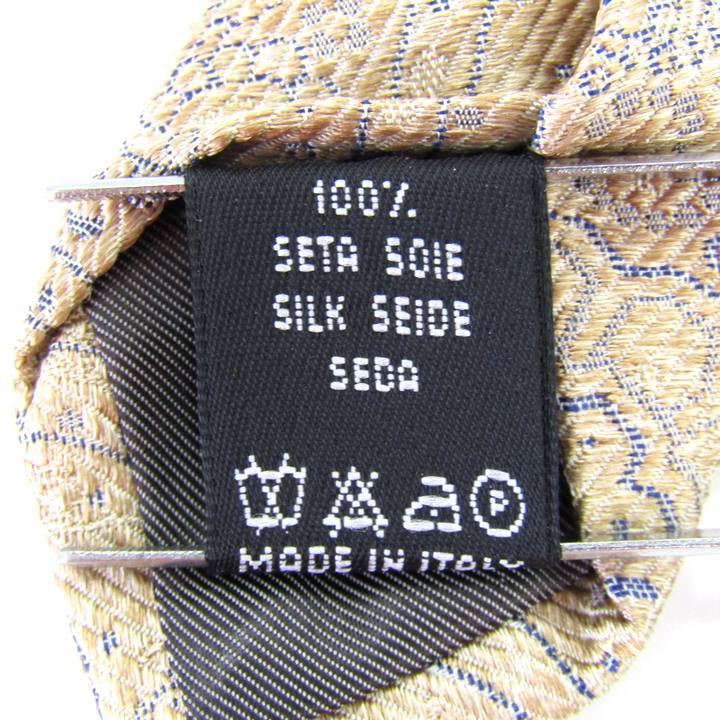 100%
SETA SOIE
SILK SEIDE
SEDA
P
MADE IN ITALY